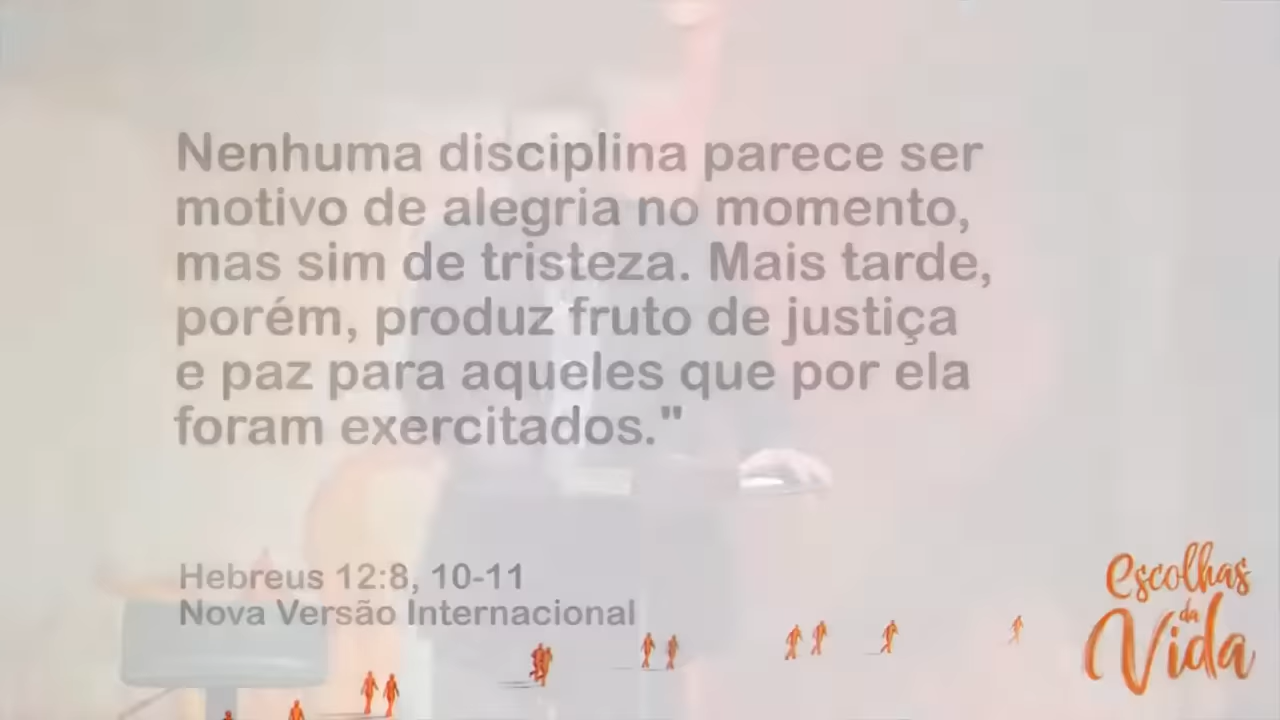 Nenhuma disciplina parece ser
motivo de alegria no momento,
mas sim de tristeza. Mais tarde,
porém, produz fruto de justiça
e paz para aqueles que por ela
foram exercitados."
Hebreus 12:8, 10-11
Nova Versão Internacional
Escolhas
da
Vida